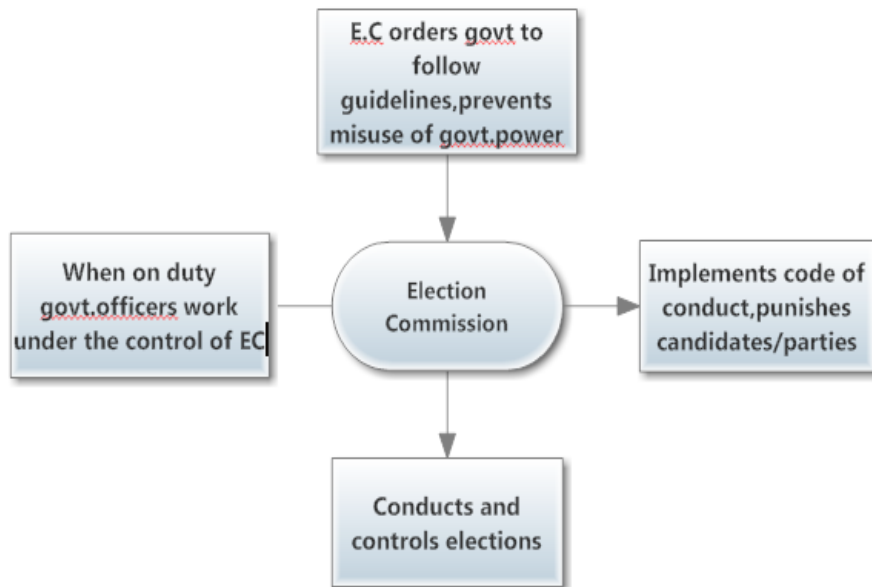 E.C orders govt to
follow
guidelines,prevents
misuse of govt.power
When on duty
govt.officers work
under the control of EC
Election
Commission
Implements code of
conduct,punishes
candidates/parties
Conducts and
controls elections